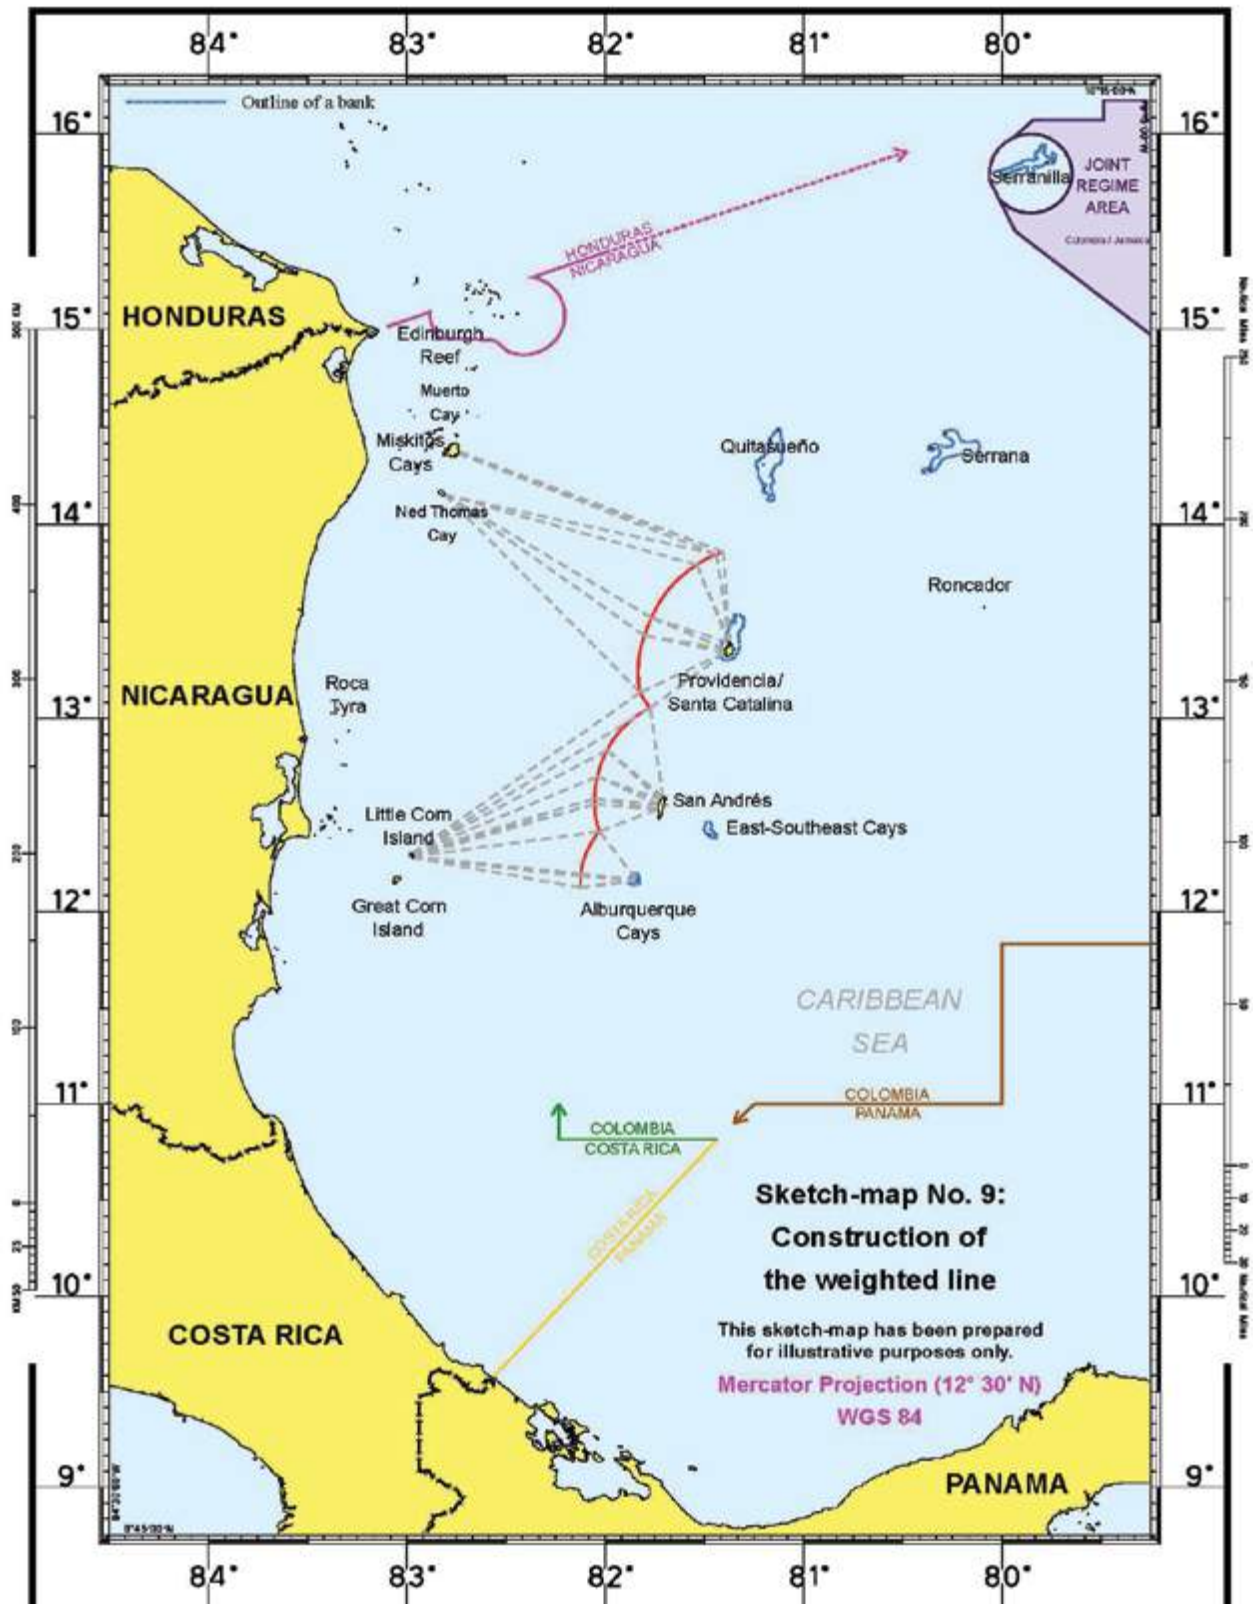 84° 83° 82° 81° 80°
Outline of a bank
16°
16°
Serranilla
JOINT
REGIME
AREA
Colombia / Jamaica
HONDURAS
NICARAGUA
HONDURAS
15°
15°
Edinburgh
Reef
Muerto
Cay
Miskitos
Cays
Quitasueño
Serrana
14°
14°
Ned Thomas
Cay
Roncador
NICARAGUA
Roca
Tyra
Providencia/
Santa Catalina
13°
13°
San Andrés
Little Corn
Island
East-Southeast Cays
12°
12°
Great Corn
Island
Alburquerque
Cays
CARIBBEAN
SEA
11°
11°
COLOMBIA
PANAMA
COLOMBIA
COSTA RICA
COSTA RICA
PANAMA
Sketch-map No. 9:
Construction of
the weighted line
10°
10°
COSTA RICA
This sketch-map has been prepared
for illustrative purposes only.
Mercator Projection (12° 30' N)
WGS 84
9°
9°
PANAMA
84° 83° 82° 81° 80°